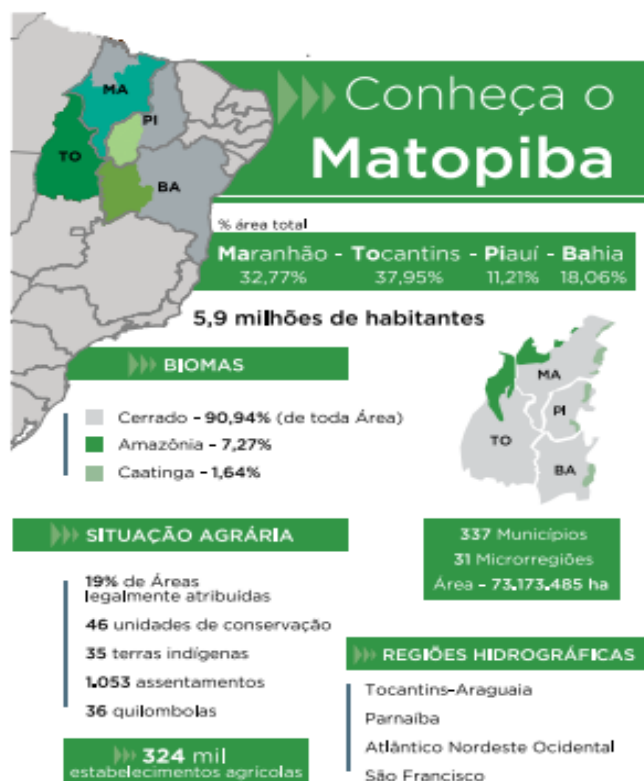 Conheça o
Matopiba
MA
PI
TO
BA
% área total
Maranhão - Tocantins - Piauí - Bahia
32,77% 37,95% 11,21% 18,06%
5,9 milhões de habitantes
BIOMAS
Cerrado - 90,94% (de toda Área)
Amazônia - 7,27%
Caatinga - 1,64%
MA
PI
TO
BA
SITUAÇÃO AGRÁRIA
19% de Áreas
legalmente atribuídas
46 unidades de conservação
35 terras indígenas
1.053 assentamentos
36 quilombolas
324 mil
estabelecimentos agrícolas
337 Municípios
31 Microrregiões
Área - 73.173.485 ha
REGIÕES HIDROGRÁFICAS
Tocantins-Araguaia
Parnaíba
Atlântico Nordeste Ocidental
São Francisco